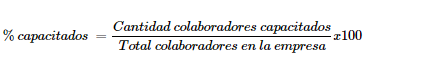 % capacitados = Cantidad colaboradores capacitados
Total colaboradores en la empresa x100